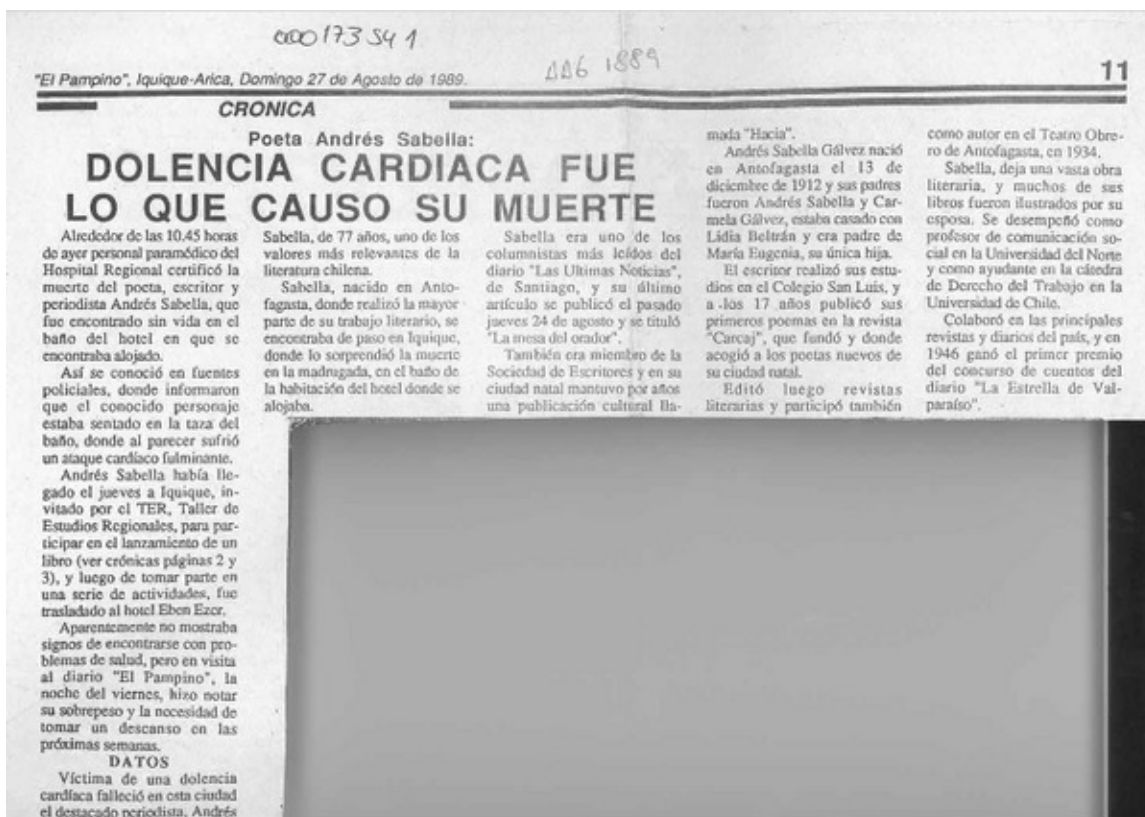 000173541
AA6 1889
"El Pampino", Iquique-Arica, Domingo 27 de Agosto de 1989.
11
CRONICA
Poeta Andrés Sabella:
DOLENCIA CARDIACA FUE
LO QUE CAUSO SU MUERTE
Alrededor de las 10.45 horas
de ayer personal paramédico del
Hospital Regional certificó la
muerte del poeta, escritor y
periodista Andrés Sabella, que
fue encontrado sin vida en el
baño del hotel en que se
encontraba alojado.
Así se conoció en fuentes
policiales, donde informaron
que el conocido personaje
estaba sentado en la taza del
baño, donde al parecer sufrió
un ataque cardíaco fulminante.
Andrés Sabella había lle-
gado el jueves a Iquique, in-
vitado por el TER, Taller de
Estudios Regionales, para par-
ticipar en el lanzamiento de un
libro (ver crónicas páginas 2 y
3), y luego de tomar parte en
una serie de actividades, fue
trasladado al hotel Eben Ezer.
Aparentemente no mostraba
signos de encontrarse con pro-
blemas de salud, pero en visita
al diario "El Pampino", la
noche del viernes, hizo notar
su sobrepeso y la necesidad de
tomar un descanso en las
próximas semanas.
DATOS
Víctima de una dolencia
cardíaca falleció en esta ciudad
el destacado periodista, Andrés
Sabella, de 77 años, uno de los
valores más relevantes de la
literatura chilena.
Sabella, nacido en Anto-
fagasta, donde realizó la mayor
parte de su trabajo literario, se
encontraba de paso en Iquique,
donde lo sorprendió la muerte
en la madrugada, en el baño de
la habitación del hotel donde se
alojaba.
Sabella era uno de los
columnistas más leídos del
diario "Las Ultimas Noticias",
de Santiago, y su último
artículo se publicó el pasado
jueves 24 de agosto y se tituló
"La mesa del orador".
También era miembro de la
Sociedad de Escritores y en su
ciudad natal mantuvo por años
una publicación cultural lla-
mada "Hacia".
Andrés Sabella Gálvez nació
en Antofagasta el 13 de
diciembre de 1912 y sus padres
fueron Andrés Sabella y Car-
mela Gálvez, estaba casado con
Lidia Beltrán y era padre de
María Eugenia, su única hija.
El escritor realizó sus estu-
dios en el Colegio San Luis, y
a los 17 años publicó sus
primeros poemas en la revista
"Carcaj", que fundó y donde
acogió a los poetas nuevos de
su ciudad natal.
Editó luego revistas
literarias y participó también
como autor en el Teatro Obre-
ro de Antofagasta, en 1934.
Sabella, deja una vasta obra
literaria, y muchos de sus
libros fueron ilustrados por su
esposa. Se desempeñó como
profesor de comunicación so-
cial en la Universidad del Norte
y como ayudante en la cátedra
de Derecho del Trabajo en la
Universidad de Chile.
Colaboró en las principales
revistas y diarios del país, y en
1946 ganó el primer premio
del concurso de cuentos del
diario "La Estrella de Val-
paraíso".